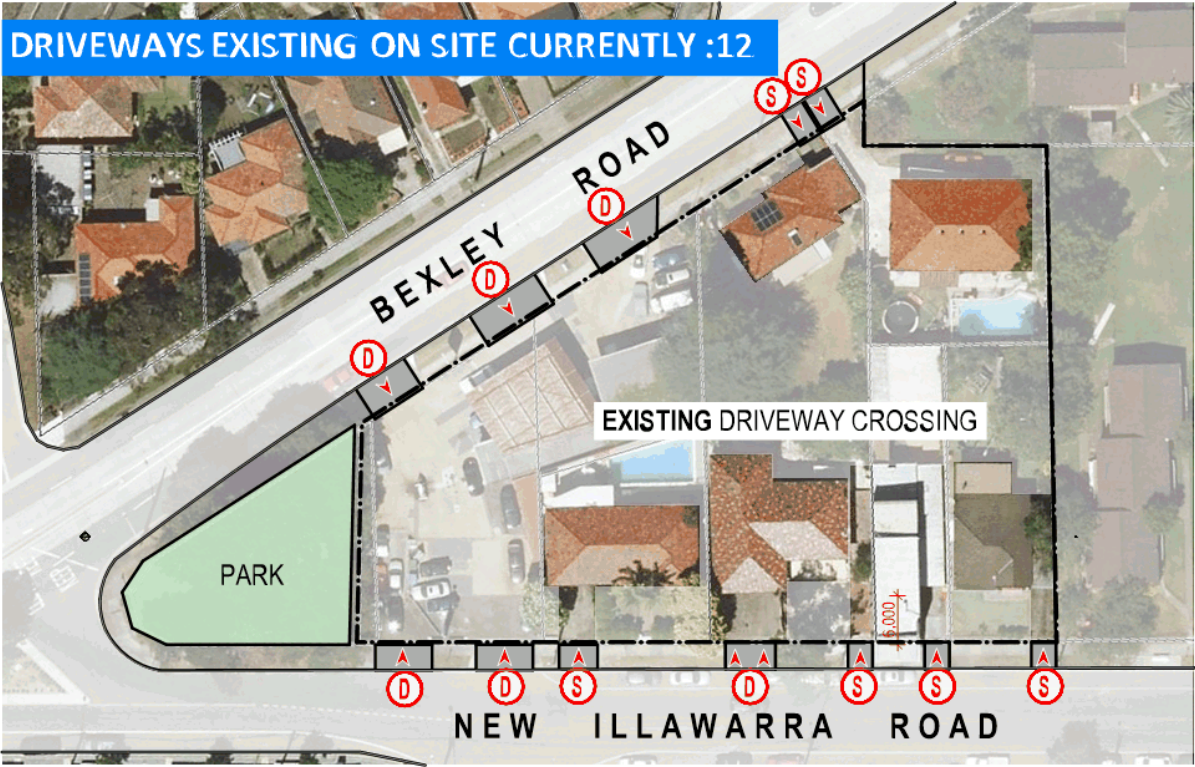 DRIVEWAYS EXISTING ON SITE CURRENTLY :12
S
S
ROAD
D
BEXLEY
D
D
EXISTING DRIVEWAY CROSSING
PARK
6,000
D
D
S
D
S
S
S
NEW ILLAWARRA ROAD